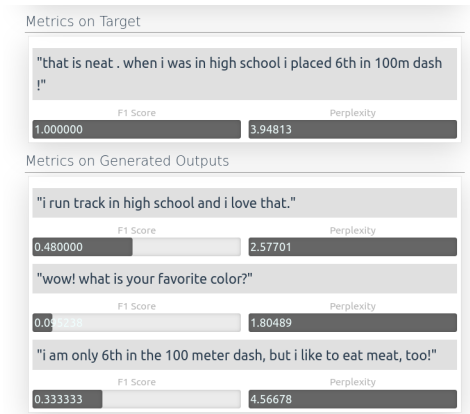 Metrics on Target
"that is neat . when i was in high school i placed 6th in 100m dash
!"
F1 Score
Perplexity
1.000000
3.94813
Metrics on Generated Outputs
"i run track in high school and i love that."
F1 Score
Perplexity
0.480000
2.57701
"wow! what is your favorite color?"
F1 Score
Perplexity
0.095238
1.80489
"i am only 6th in the 100 meter dash, but i like to eat meat, too!"
F1 Score
Perplexity
0.333333
4.56678